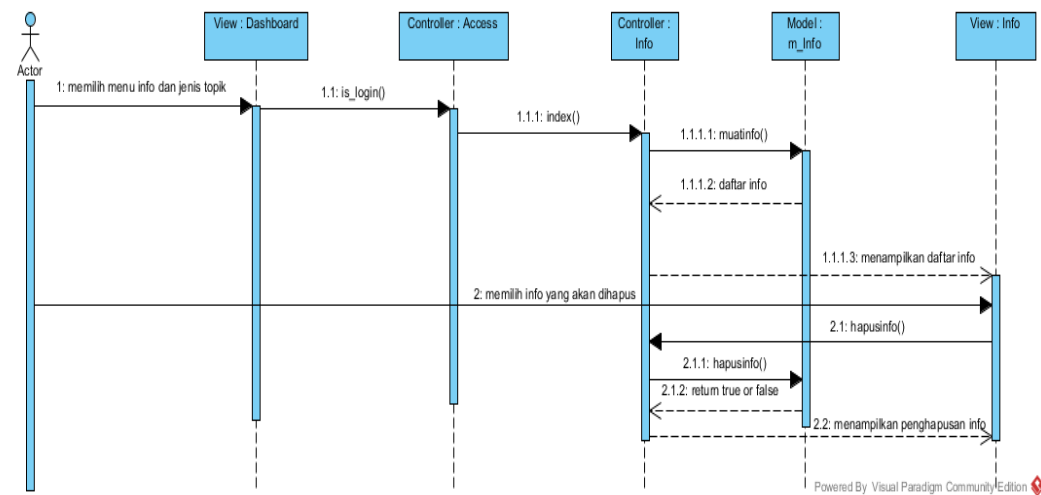 View : Dashboard
Controller : Access
Controller :
Info
Model :
m_Info
View : Info
Actor
1: memilih menu info dan jenis topik
1.1: is_login()
1.1.1: index()
1.1.1.1: muatinfo()
1.1.1.2: daftar info
1.1.1.3: menampilkan daftar info
2: memilih info yang akan dihapus
2.1: hapusinfo()
2.1.1: hapusinfo()
2.1.2: return true or false
2.2: menampilkan penghapusan info
Powered By Visual Paradigm Community Edition